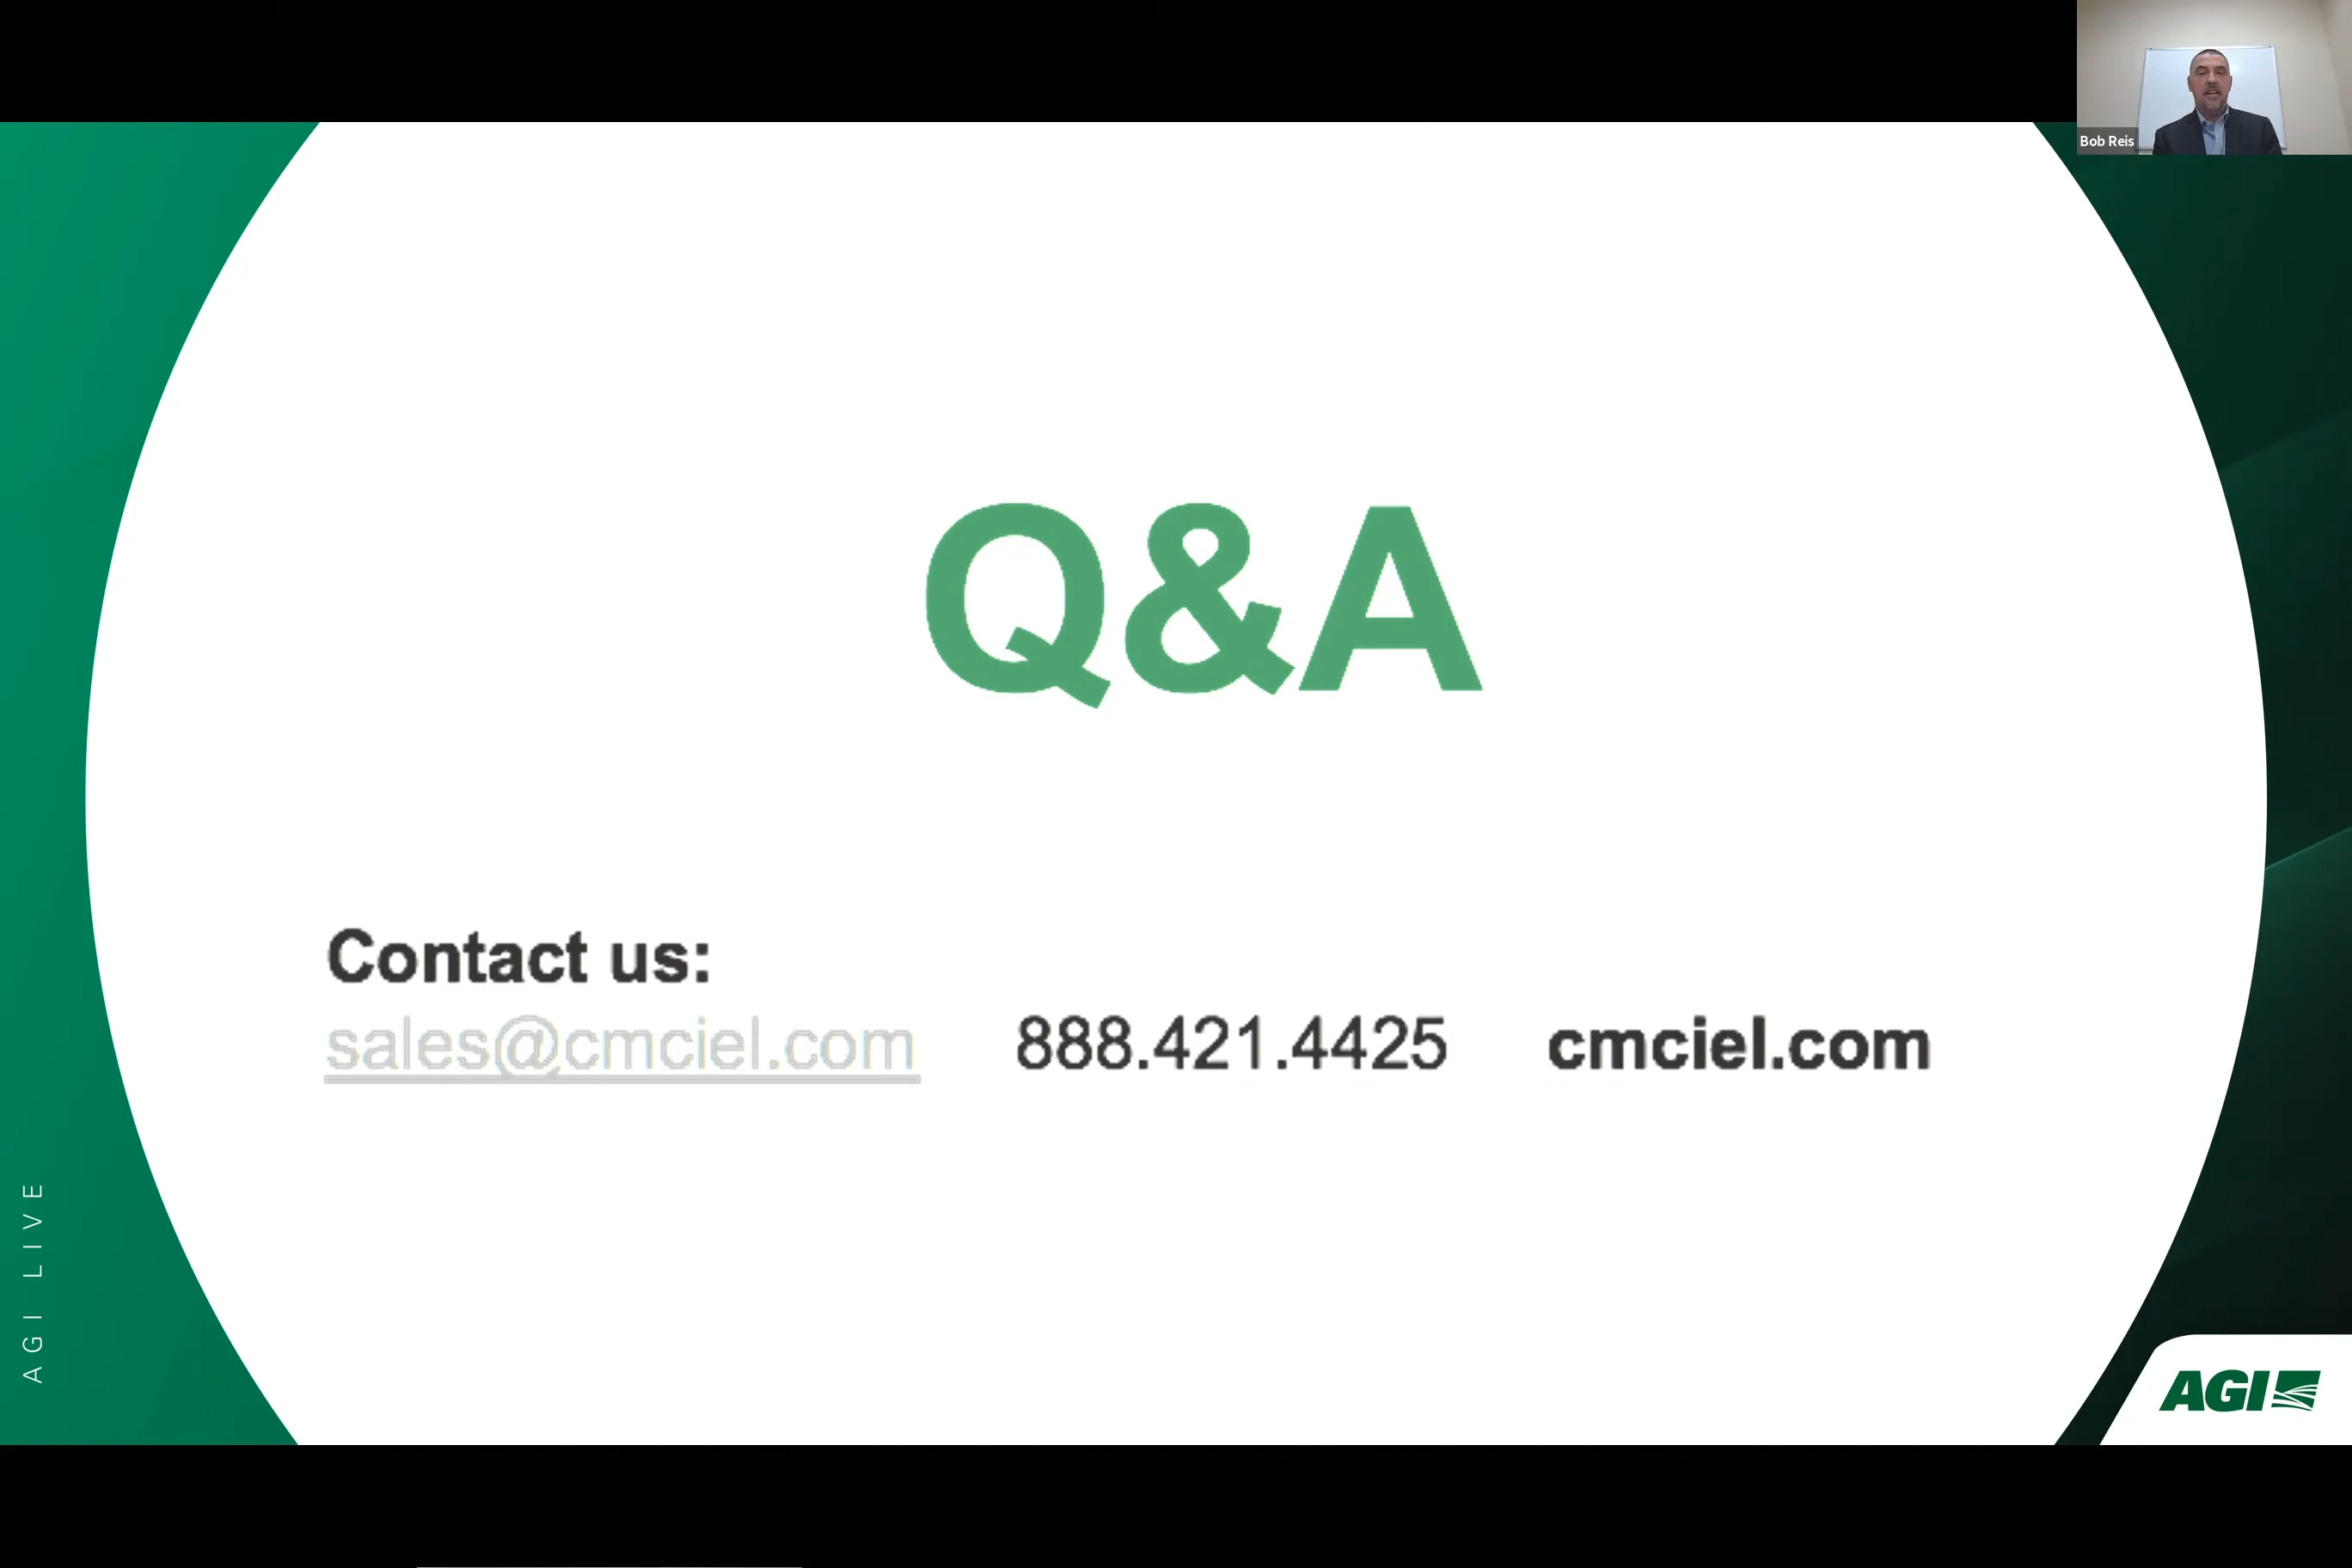 Bob Reis
Q&A
Contact us:
sales@cmciel.com 888.421.4425 cmciel.com
AGI LIVE
AGI